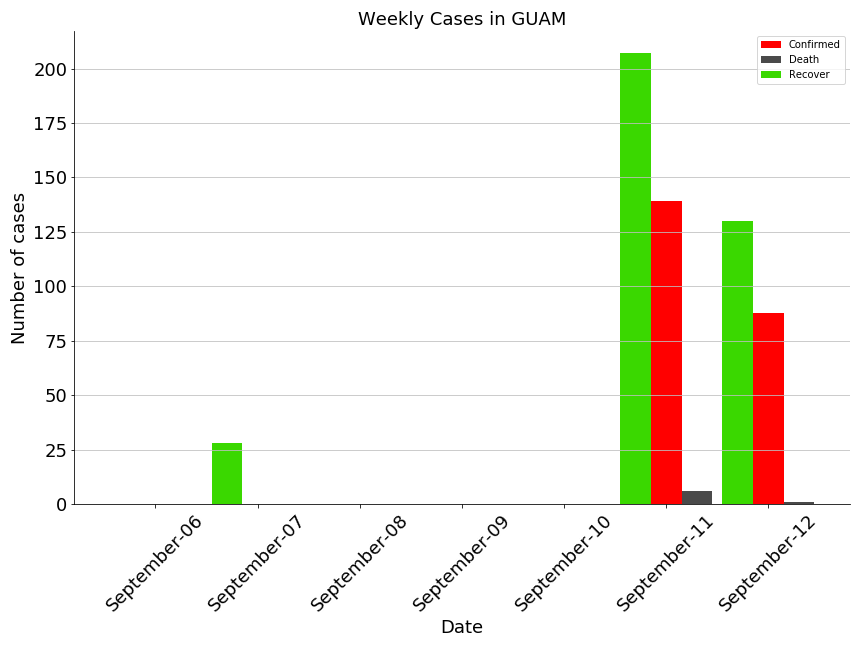 Weekly Cases in GUAM
Confirmed
Death
Recover
Number of cases
200
175
150
125
100
75
50
25
0
September-06
September-07
September-08
September-09
September-10
September-11
September-12
Date